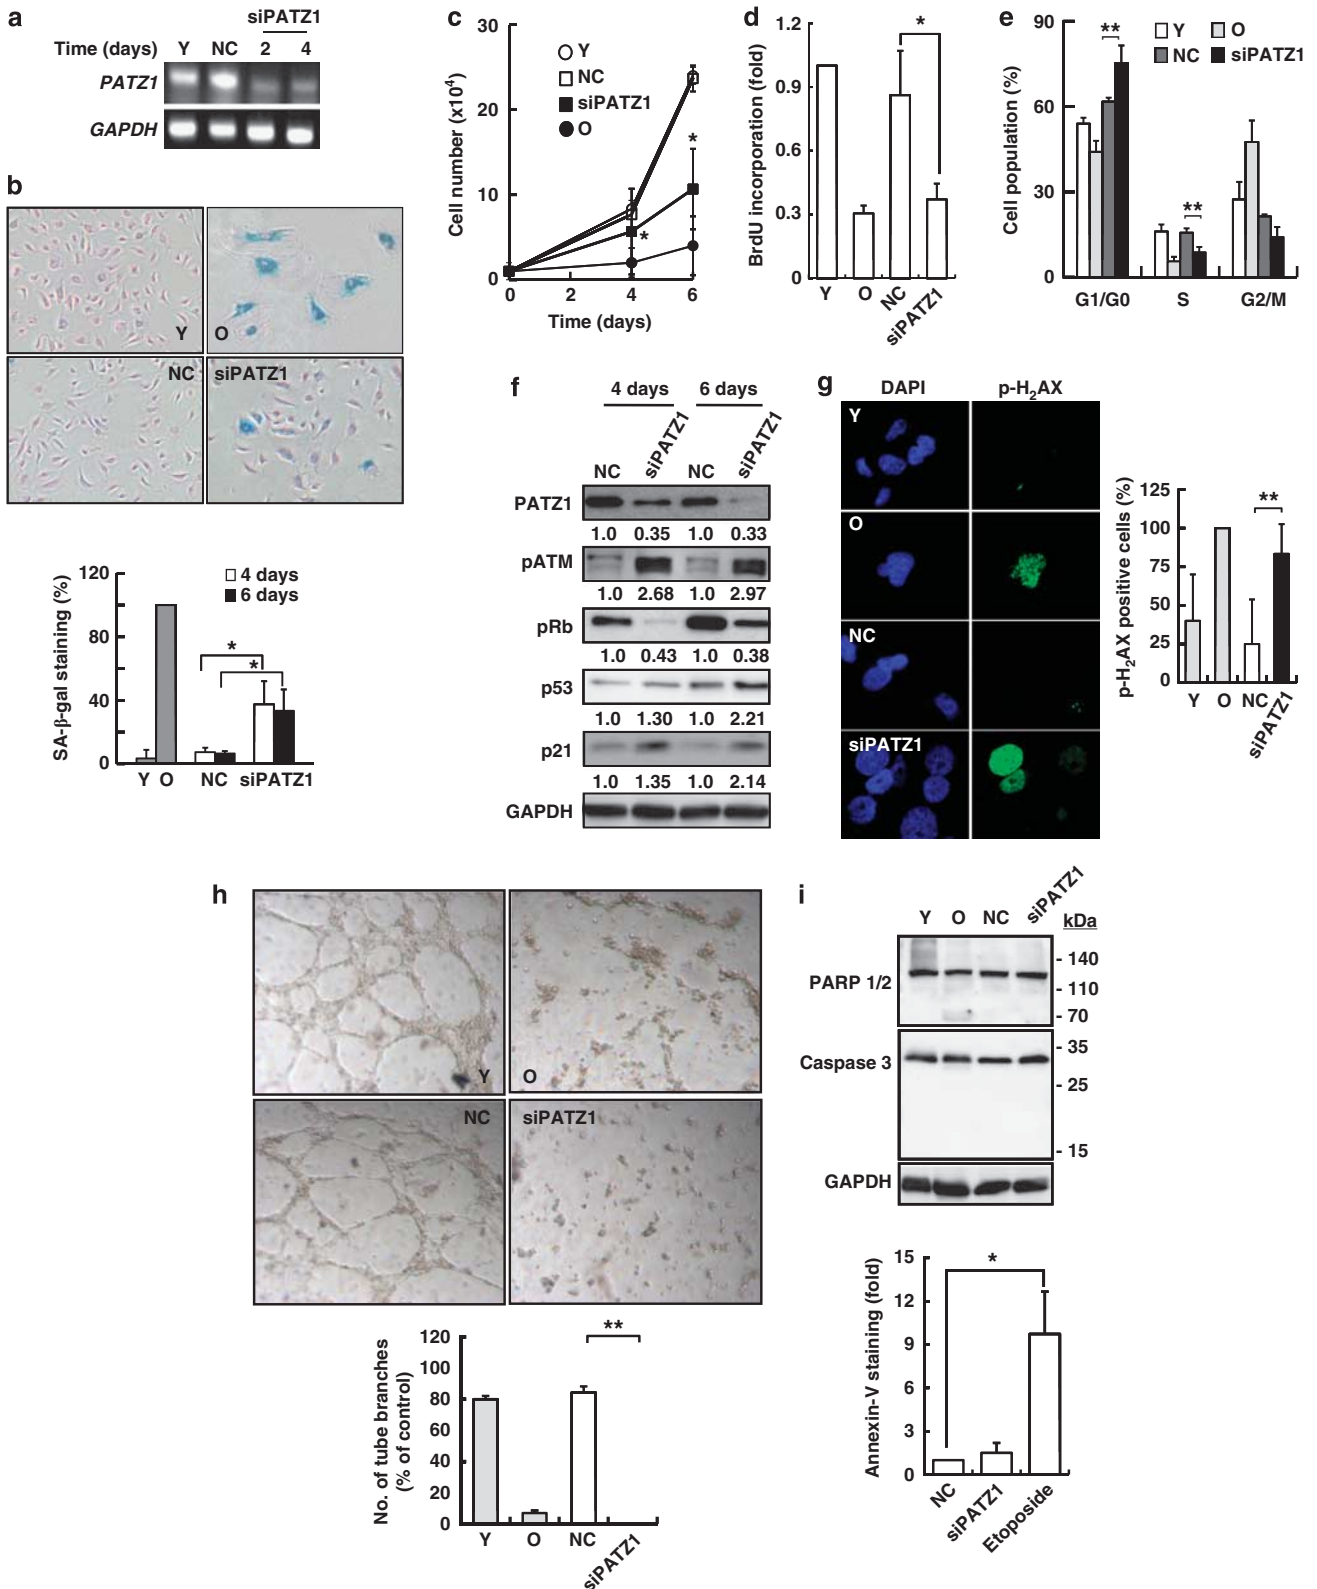 a
siPATZ1
Time (days) Y NC 2 4
PATZ1
GAPDH
b
Y
O
NC
siPATZ1
SA-β-gal staining (%)
120
80
40
0
4 days
6 days
*
*
Y O NC siPATZ1
c
Cell number (x10⁴)
30
20
10
0
Y
NC
siPATZ1
O
*
*
0 2 4 6
Time (days)
d
BrdU incorporation (fold)
1.2
0.9
0.6
0.3
0
*
Y O NC siPATZ1
e
Cell population (%)
90
60
30
0
**
**
Y O
NC siPATZ1
G1/G0 S G2/M
f
4 days 6 days
NC siPATZ1 NC siPATZ1
PATZ1
1.0 0.35 1.0 0.33
pATM
1.0 2.68 1.0 2.97
pRb
1.0 0.43 1.0 0.38
p53
1.0 1.30 1.0 2.21
p21
1.0 1.35 1.0 2.14
GAPDH
g
DAPI p-H₂AX
Y
O
NC
siPATZ1
p-H₂AX positive cells (%)
125
100
75
50
25
0
**
Y O NC siPATZ1
h
Y
O
NC
siPATZ1
No. of tube branches
(% of control)
120
100
80
60
40
20
0
**
Y O NC siPATZ1
i
Y O NC siPATZ1 kDa
PARP 1/2
- 140
- 110
- 70
Caspase 3
- 35
- 25
- 15
GAPDH
Annexin-V staining (fold)
15
12
9
6
3
0
*
NC siPATZ1 Etoposide